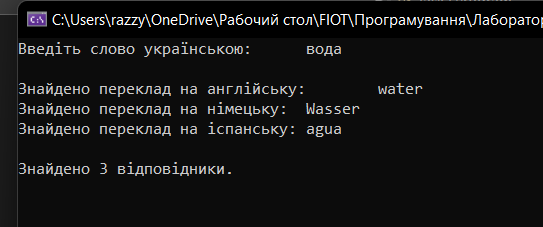 C:\Users\razzy\OneDrive\Рабочий стол\FIOT\Програмування\Лаборатор
Введіть слово українською: вода
Знайдено переклад на англійську: water
Знайдено переклад на німецьку: Wasser
Знайдено переклад на іспанську: agua
Знайдено 3 відповідники.